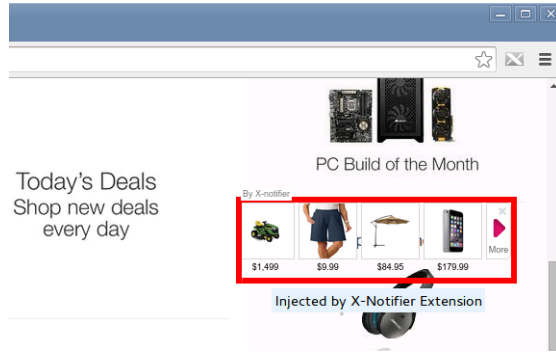 PC Build of the Month
Today's Deals
Shop new deals
every day
By X-notifier
$1,499
$9.99
$84.95
$179.99
More
Injected by X-Notifier Extension